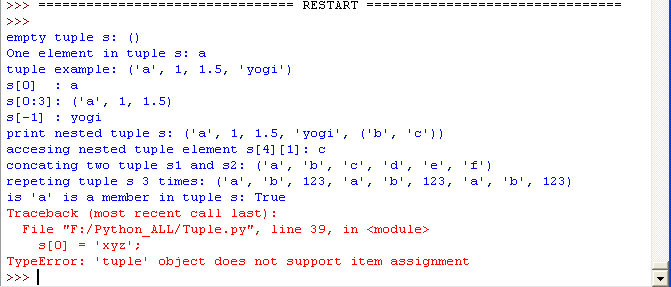 >>> ================================ RESTART ================================
>>>
empty tuple s: ()
One element in tuple s: a
tuple example: ('a', 1, 1.5, 'yogi')
s[0]  : a
s[0:3]: ('a', 1, 1.5)
s[-1] : yogi
print nested tuple s: ('a', 1, 1.5, 'yogi', ('b', 'c'))
accesing nested tuple element s[4][1]: c
concating two tuple s1 and s2: ('a', 'b', 'c', 'd', 'e', 'f')
repeting tuple s 3 times: ('a', 'b', 123, 'a', 'b', 123, 'a', 'b', 123)
is 'a' is a member in tuple s: True
Traceback (most recent call last):
  File "F:/Python_ALL/Tuple.py", line 39, in <module>
    s[0] = 'xyz';
TypeError: 'tuple' object does not support item assignment
>>>